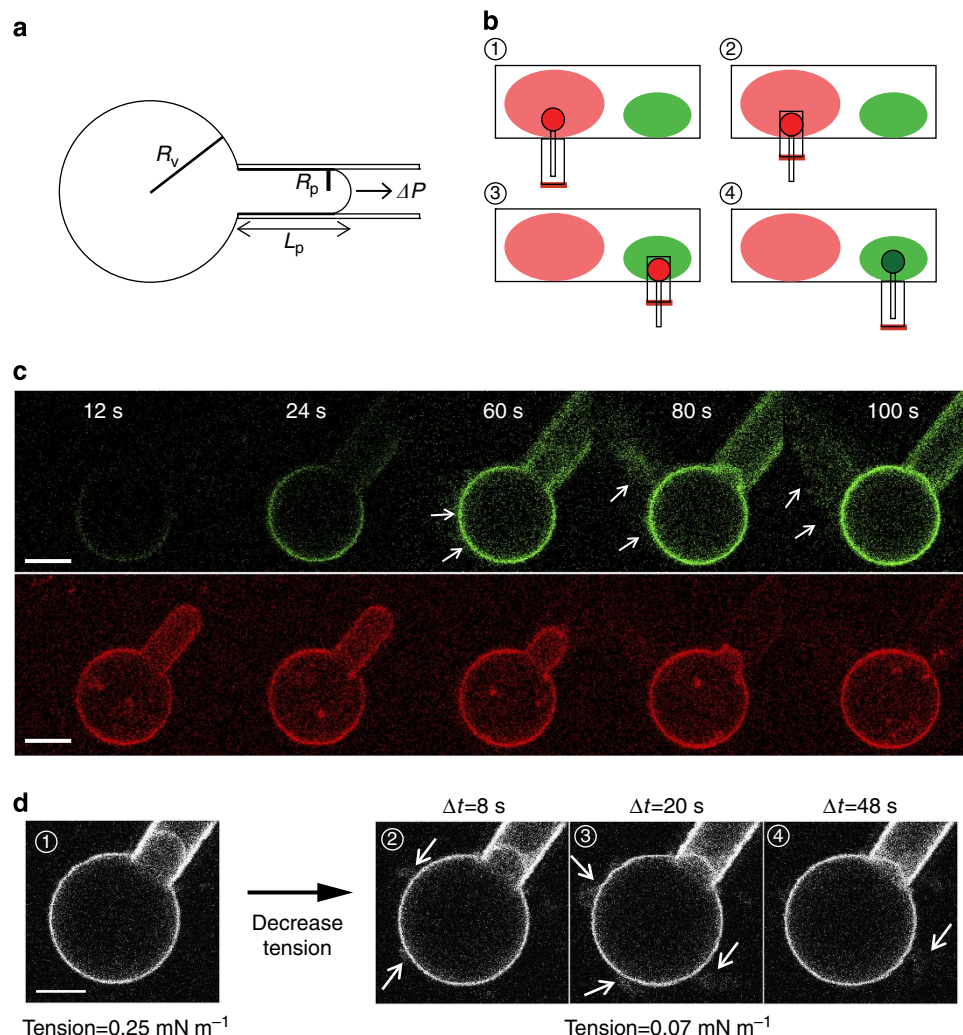 a
R_v
R_p
ΔP
L_p
b
① ②
③ ④
c
12 s 24 s 60 s 80 s 100 s
d
Δt=8 s Δt=20 s Δt=48 s
① ② ③ ④
Decrease
tension
Tension=0.25 mN m⁻¹ Tension=0.07 mN m⁻¹